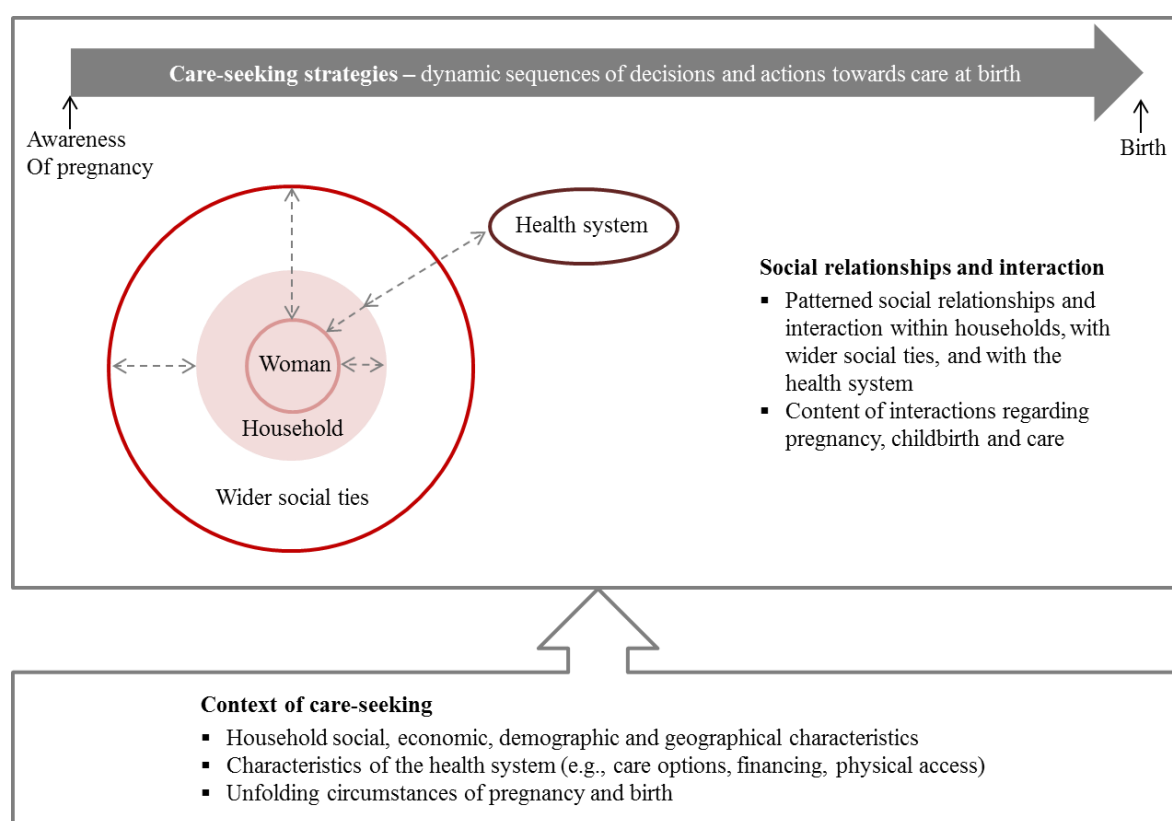 Care-seeking strategies – dynamic sequences of decisions and actions towards care at birth
Awareness
Of pregnancy
Birth
Health system
Woman
Household
Wider social ties
Social relationships and interaction
▪ Patterned social relationships and
interaction within households, with
wider social ties, and with the
health system
▪ Content of interactions regarding
pregnancy, childbirth and care
Context of care-seeking
▪ Household social, economic, demographic and geographical characteristics
▪ Characteristics of the health system (e.g., care options, financing, physical access)
▪ Unfolding circumstances of pregnancy and birth